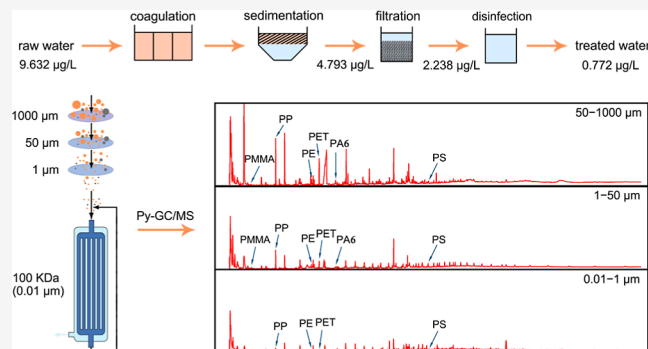 coagulation
sedimentation
filtration
disinfection
raw water
treated water
9.632 µg/L
4.793 µg/L
2.238 µg/L
0.772 µg/L
1000 µm
50 µm
1 µm
100 KDa
(0.01 µm)
Py-GC/MS
50−1000 µm
PP
PET
PE
PA6
PMMA
PS
1−50 µm
PP
PMMA
PE
PET
PA6
PS
0.01−1 µm
PP
PE
PET
PS